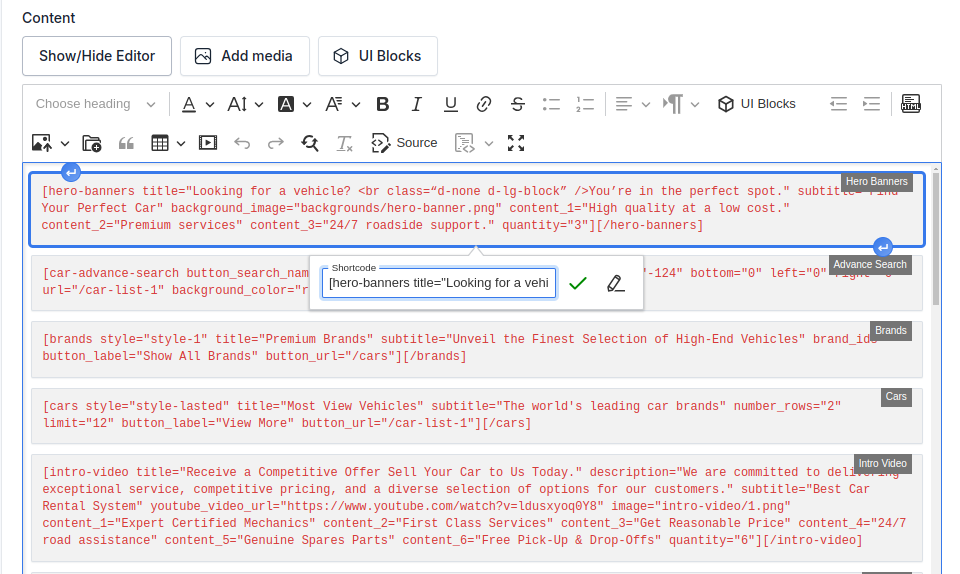 Content
Show/Hide Editor
Add media
UI Blocks
Choose heading
UI Blocks
Source
Hero Banners
[hero-banners title="Looking for a vehicle? <br class=“d-none d-lg-block” />You’re in the perfect spot." subtitle="Find
Your Perfect Car" background_image="backgrounds/hero-banner.png" content_1="High quality at a low cost."
content_2="Premium services" content_3="24/7 roadside support." quantity="3"][/hero-banners]
Advance Search
[car-advance-search button_search_nam "-124" bottom="0" left="0"
url="/car-list-1" background_color="r
Shortcode
[hero-banners title="Looking for a vehi
Brands
[brands style="style-1" title="Premium Brands" subtitle="Unveil the Finest Selection of High-End Vehicles" brand_ids
button_label="Show All Brands" button_url="/cars"][/brands]
Cars
[cars style="style-lasted" title="Most View Vehicles" subtitle="The world's leading car brands" number_rows="2"
limit="12" button_label="View More" button_url="/car-list-1"][/cars]
Intro Video
[intro-video title="Receive a Competitive Offer Sell Your Car to Us Today." description="We are committed to delivering
exceptional service, competitive pricing, and a diverse selection of options for our customers." subtitle="Best Car
Rental System" youtube_video_url="https://www.youtube.com/watch?v=ldusxyoq0Y8" image="intro-video/1.png"
content_1="Expert Certified Mechanics" content_2="First Class Services" content_3="Get Reasonable Price" content_4="24/7
road assistance" content_5="Genuine Spares Parts" content_6="Free Pick-Up & Drop-Offs" quantity="6"][/intro-video]